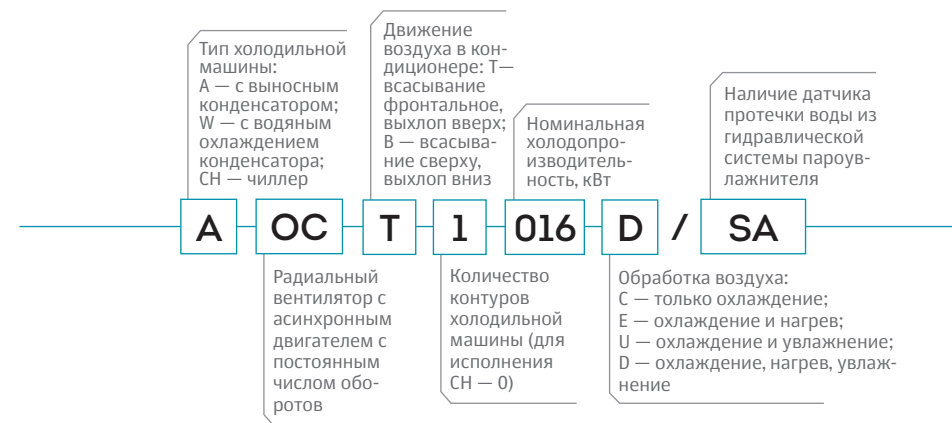 Тип холодильной
машины:
А — с выносным
конденсатором;
W — с водяным
охлаждением
конденсатора;
CH — чиллер
Движение
воздуха в кон-
диционере: Т—
всасывание
фронтальное,
выхлоп вверх;
В — всасыва-
ние сверху,
выхлоп вниз
Номинальная
холодопро-
изводитель-
ность, кВт
Наличие датчика
протечки воды из
гидравлической
системы пароув-
лажнителя
A OC T 1 016 D / SA
Радиальный
вентилятор с
асинхронным
двигателем с
постоянным
числом обо-
ротов
Количество
контуров
холодильной
машины (для
исполнения
CH — 0)
Обработка воздуха:
C — только охлаждение;
E — охлаждение и нагрев;
U — охлаждение и увлажнение;
D — охлаждение, нагрев, увлаж-
нение